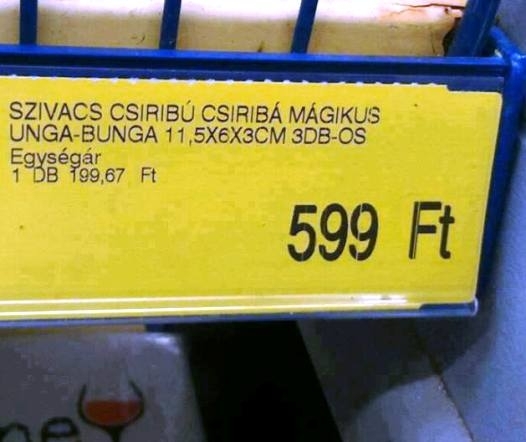 SZIVACS CSIRIBÚ CSIRIBÁ MÁGIKUS
UNGA-BUNGA 11,5X6X3CM 3DB-OS
Egységár
1 DB 199,67 Ft
599 Ft